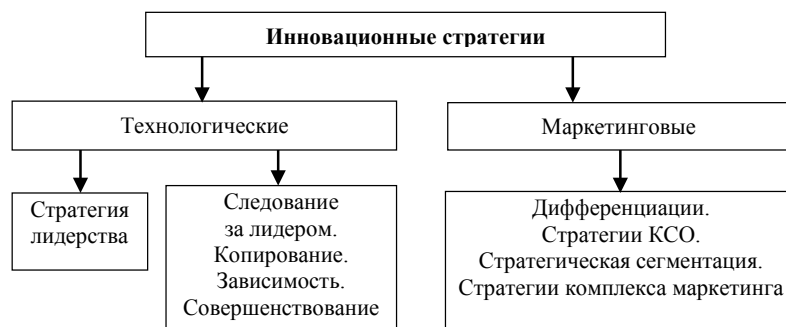 Инновационные стратегии
Технологические
Маркетинговые
Стратегия
лидерства
Следование
за лидером.
Копирование.
Зависимость.
Совершенствование
Дифференциации.
Стратегии КСО.
Стратегическая сегментация.
Стратегии комплекса маркетинга